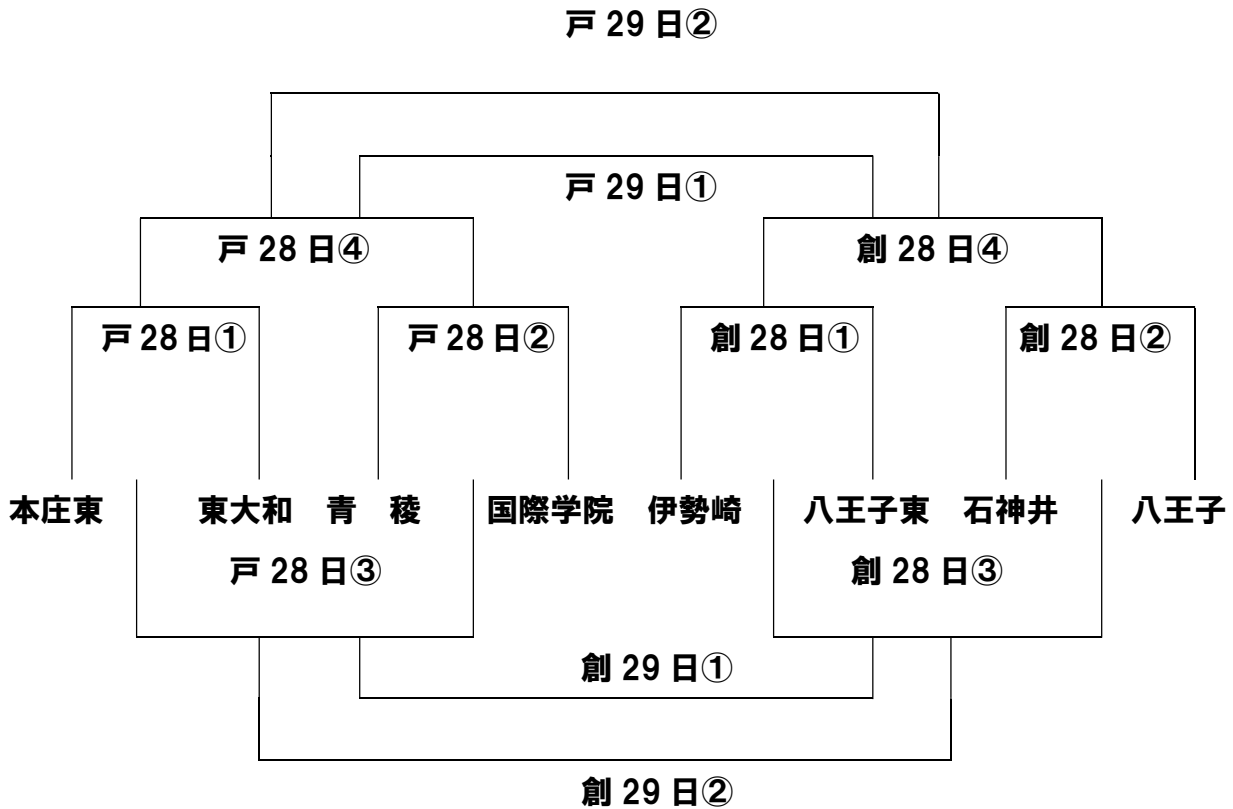 戸 29 日②
戸 29 日①
戸 28 日④ 創 28 日④
戸 28 日① 戸 28 日② 創 28 日① 創 28 日②
本庄東 東大和 青 稜 国際学院 伊勢崎 八王子東 石神井 八王子
戸 28 日③ 創 28 日③
創 29 日①
創 29 日②